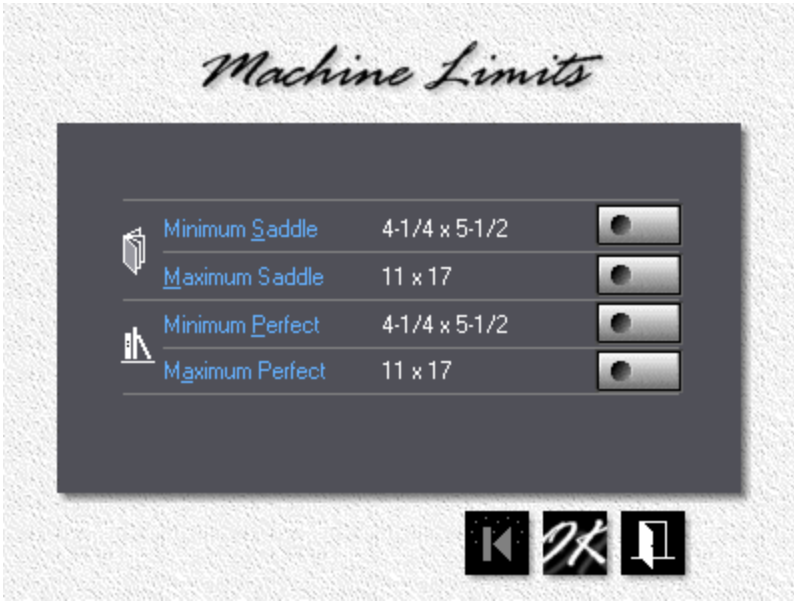 Machine Limits
Minimum Saddle 4-1/4 x 5-1/2
Maximum Saddle 11 x 17
Minimum Perfect 4-1/4 x 5-1/2
Maximum Perfect 11 x 17
OK